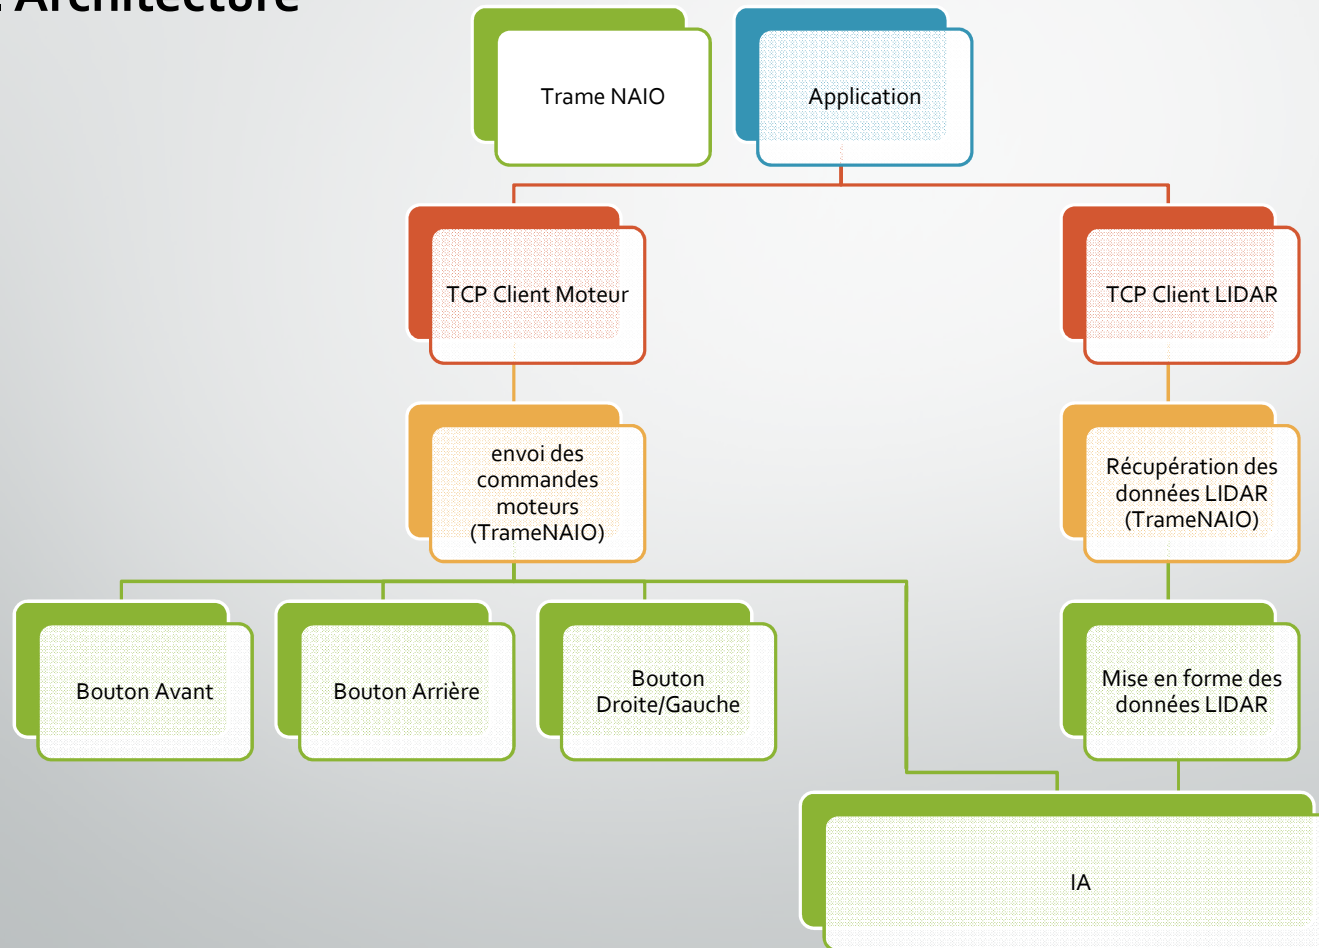 Architecture
Trame NAIO
Application
TCP Client Moteur
TCP Client LIDAR
envoi des
commandes
moteurs
(TrameNAIO)
Récupération des
données LIDAR
(TrameNAIO)
Bouton Avant
Bouton Arrière
Bouton
Droite/Gauche
Mise en forme des
données LIDAR
IA